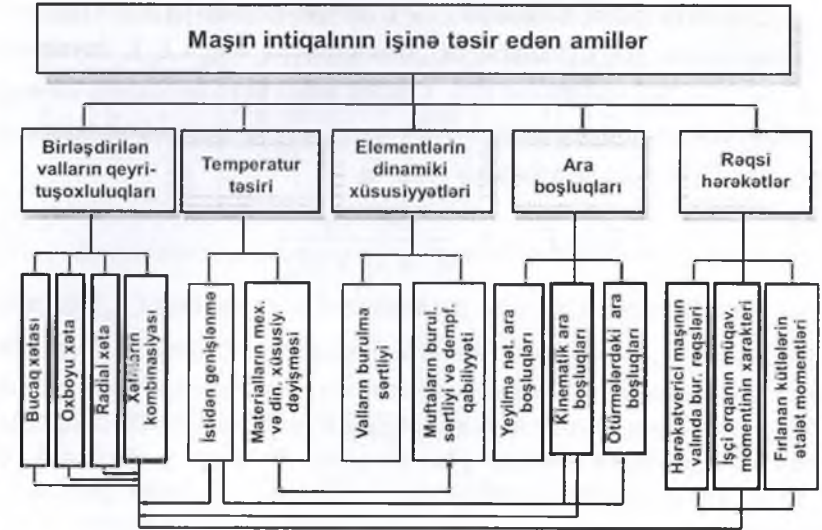 Maşın intiqalının işinə təsir edən amillər
Birləşdirilən
valların qeyri-
tuşoxluluqları
Temperatur
təsiri
Elementlərin
dinamiki
xüsusiyyətləri
Ara
boşluqları
Rəqsi
hərəkətlər
Bucaq xətası
Oxboyu xəta
Radial xəta
Xətaların
kombinasiyası
İstidən genişlənmə
Materialların mex.
və din. xüsusiy.
dəyişməsi
Valların burulma
sərtliyi
Muftaların burul.
sərtliyi və dempf.
qabiliyyəti
Yeyilmə nət. ara
boşluqları
Kinematik ara
boşluqları
Ötürmələrdəki ara
boşluqları
Hərəkətverici maşının
valında bur. rəqsləri
İşçi orqanın müqav.
momentinin xarakteri
Fırlanan kütlələrin
ətalət momentləri